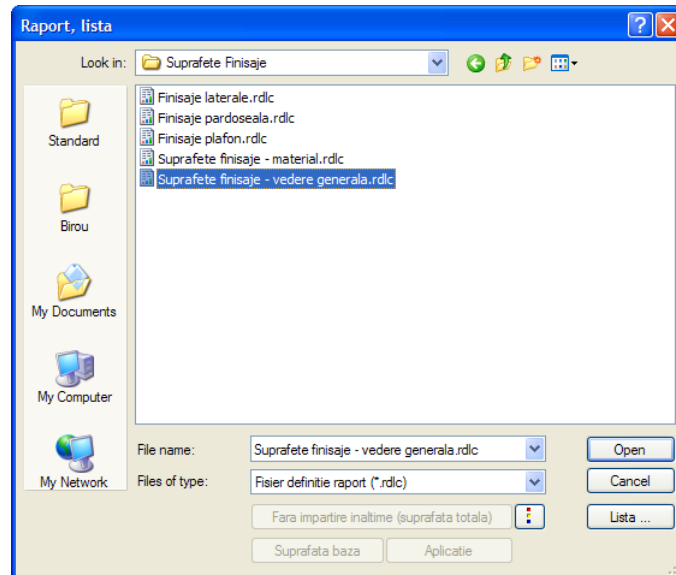 Raport, lista
Look in: Suprafete Finisaje
Finisaje laterale.rdlc
Finisaje pardoseala.rdlc
Finisaje plafon.rdlc
Suprafete finisaje - material.rdlc
Suprafete finisaje - vedere generala.rdlc
Standard
Birou
My Documents
My Computer
My Network
File name: Suprafete finisaje - vedere generala.rdlc Open
Files of type: Fisier definitie raport (*.rdlc) Cancel
Fara impartire inaltime (suprafata totala) Lista ...
Suprafata baza Aplicatie